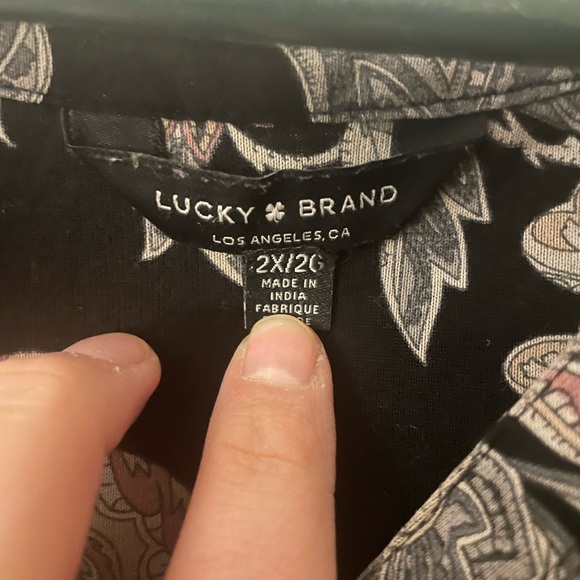 LUCKY BRAND
LOS ANGELES, CA
2X/2G
MADE IN
INDIA
FABRIQUE